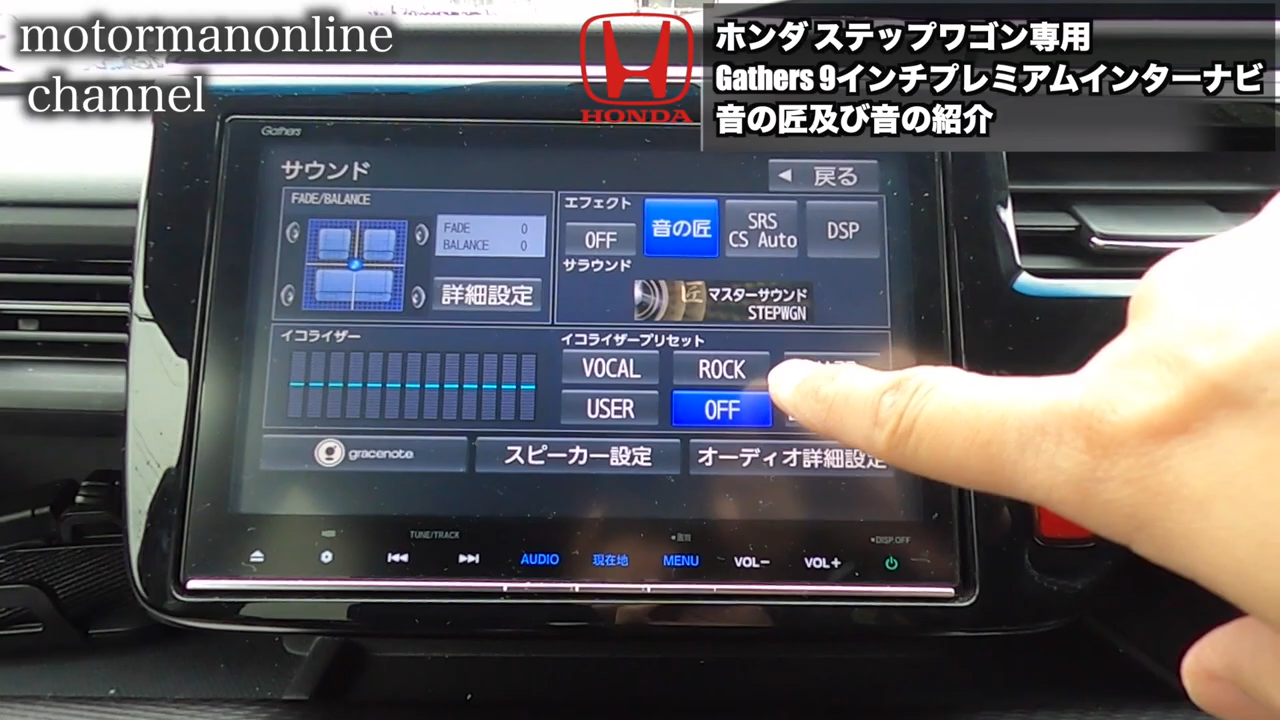 motormanonline
channel
HONDA
ホンダ ステップワゴン専用
Gathers 9インチプレミアムインターナビ
音の匠及び音の紹介
Gathers
サウンド
戻る
FADE/BALANCE
FADE 0
BALANCE 0
詳細設定
エフェクト
OFF
音の匠
SRS
CS Auto
DSP
サラウンド
匠 マスターサウンド
STEPWGN
イコライザー
イコライザープリセット
VOCAL
ROCK
USER
OFF
gracenote
スピーカー設定
オーディオ詳細設定
TUNE/TRACK
DISP OFF
AUDIO
現在地
MENU
VOL−
VOL+